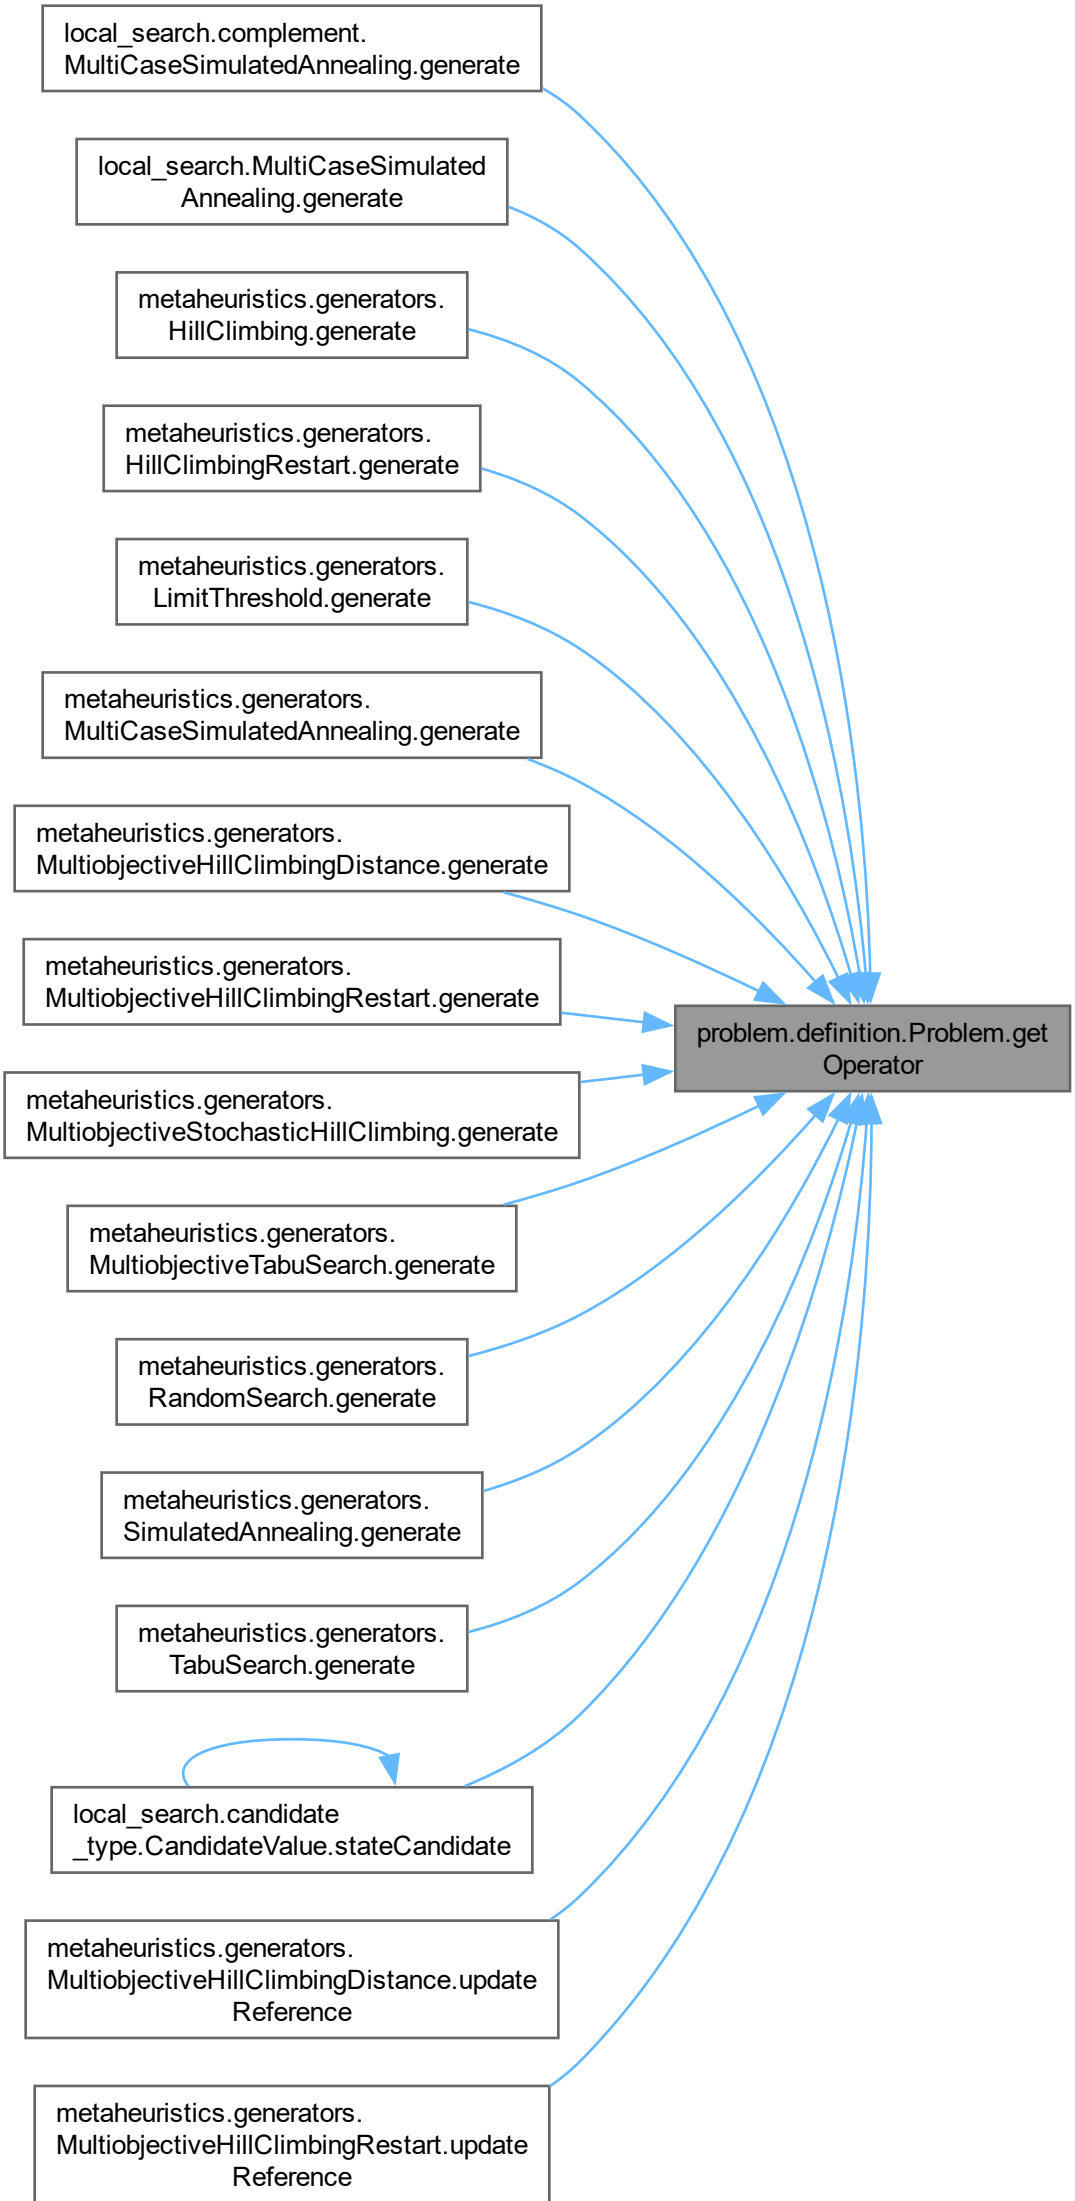 local_search.complement.
MultiCaseSimulatedAnnealing.generate
local_search.MultiCaseSimulated
Annealing.generate
metaheuristics.generators.
HillClimbing.generate
metaheuristics.generators.
HillClimbingRestart.generate
metaheuristics.generators.
LimitThreshold.generate
metaheuristics.generators.
MultiCaseSimulatedAnnealing.generate
metaheuristics.generators.
MultiobjectiveHillClimbingDistance.generate
metaheuristics.generators.
MultiobjectiveHillClimbingRestart.generate
problem.definition.Problem.get
Operator
metaheuristics.generators.
MultiobjectiveStochasticHillClimbing.generate
metaheuristics.generators.
MultiobjectiveTabuSearch.generate
metaheuristics.generators.
RandomSearch.generate
metaheuristics.generators.
SimulatedAnnealing.generate
metaheuristics.generators.
TabuSearch.generate
local_search.candidate
_type.CandidateValue.stateCandidate
metaheuristics.generators.
MultiobjectiveHillClimbingDistance.update
Reference
metaheuristics.generators.
MultiobjectiveHillClimbingRestart.update
Reference